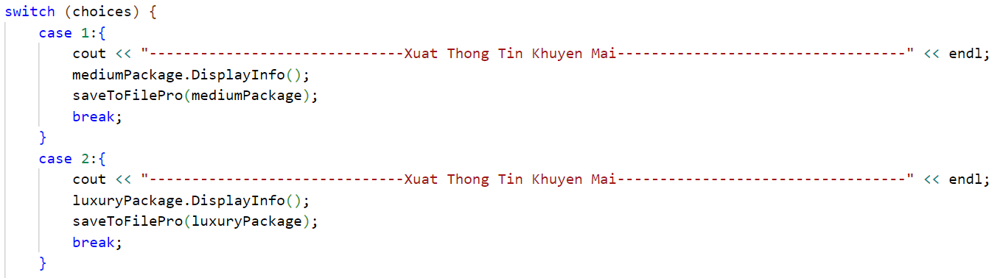 switch (choices) {
    case 1:{
        cout << "------------------------------Xuat Thong Tin Khuyen Mai----------------------------------" << endl;
        mediumPackage.DisplayInfo();
        saveToFilePro(mediumPackage);
        break;
    }
    case 2:{
        cout << "------------------------------Xuat Thong Tin Khuyen Mai----------------------------------" << endl;
        luxuryPackage.DisplayInfo();
        saveToFilePro(luxuryPackage);
        break;
    }